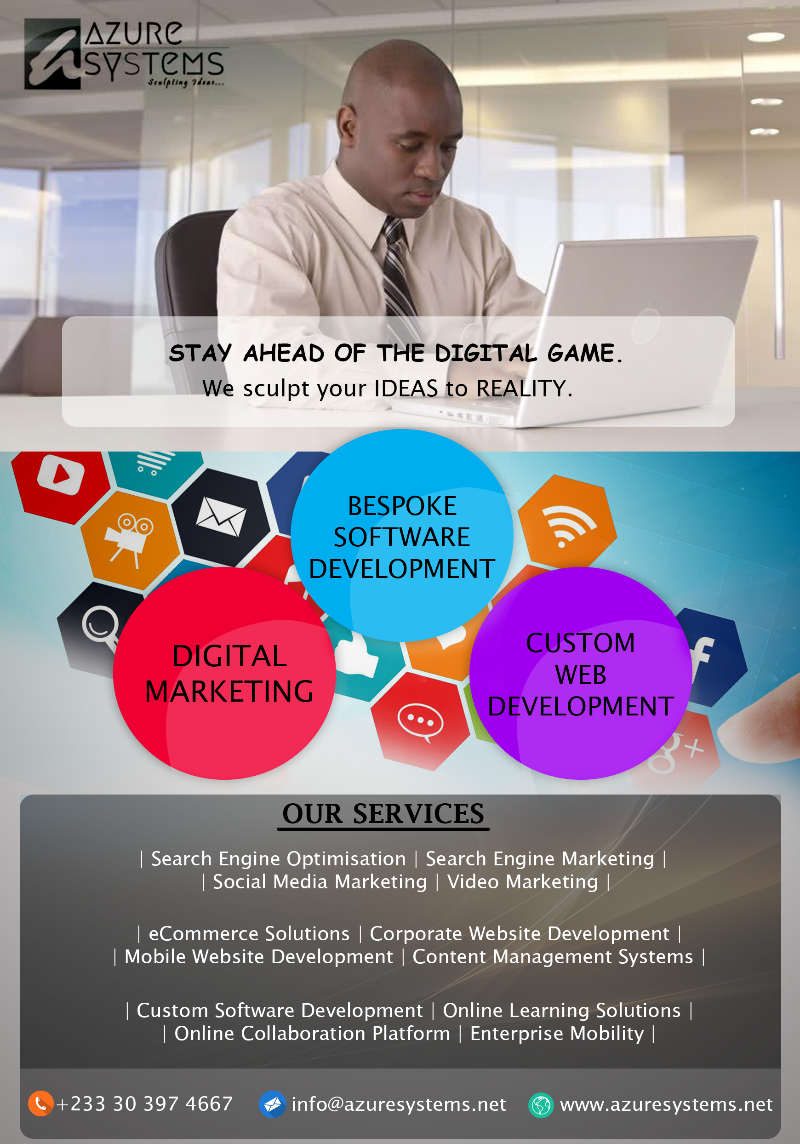 AZURE
SYSTEMS
Sculpting Ideas...
STAY AHEAD OF THE DIGITAL GAME.
We sculpt your IDEAS to REALITY.
BESPOKE
SOFTWARE
DEVELOPMENT
DIGITAL
MARKETING
CUSTOM
WEB
DEVELOPMENT
f
g+
OUR SERVICES
| Search Engine Optimisation | Search Engine Marketing |
| Social Media Marketing | Video Marketing |
| eCommerce Solutions | Corporate Website Development |
| Mobile Website Development | Content Management Systems |
| Custom Software Development | Online Learning Solutions |
| Online Collaboration Platform | Enterprise Mobility |
+233 30 397 4667 info@azuresystems.net www.azuresystems.net